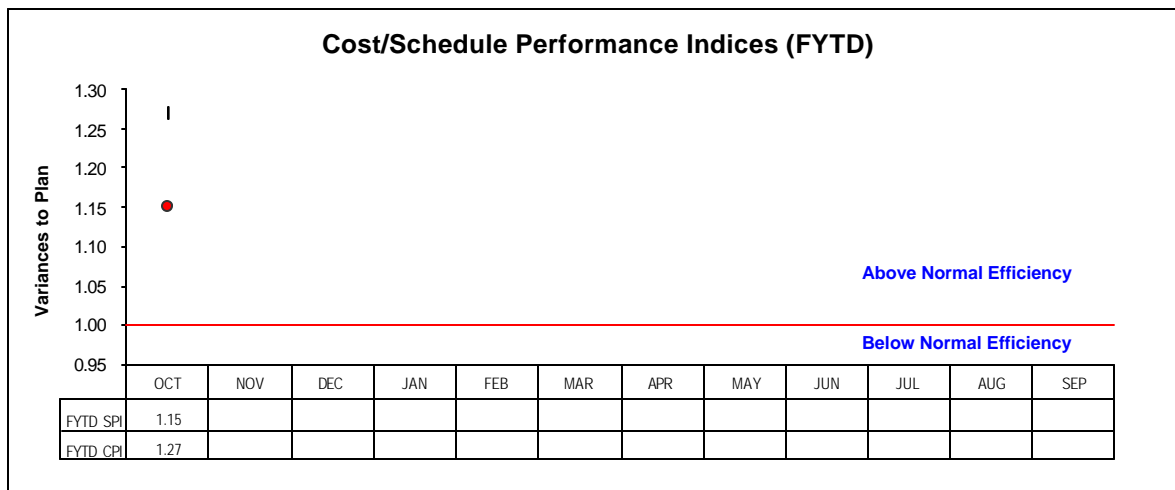 Cost/Schedule Performance Indices (FYTD)
Variances to Plan
1.30
1.25
1.20
1.15
1.10
1.05
1.00
0.95
Above Normal Efficiency
Below Normal Efficiency
OCT NOV DEC JAN FEB MAR APR MAY JUN JUL AUG SEP
FYTD SPI 1.15
FYTD CPI 1.27